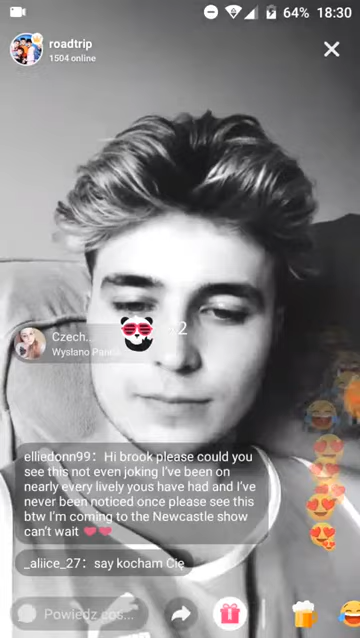 64% 18:30
roadtrip
1504 online
Czech...
x2
Wysłano Panda
elliedonn99: Hi brook please could you
see this not even joking I've been on
nearly every lively yous have had and I've
never been noticed once please see this
btw I'm coming to the Newcastle show
can't wait
_aliice_27: say kocham Cię
Powiedz coś...